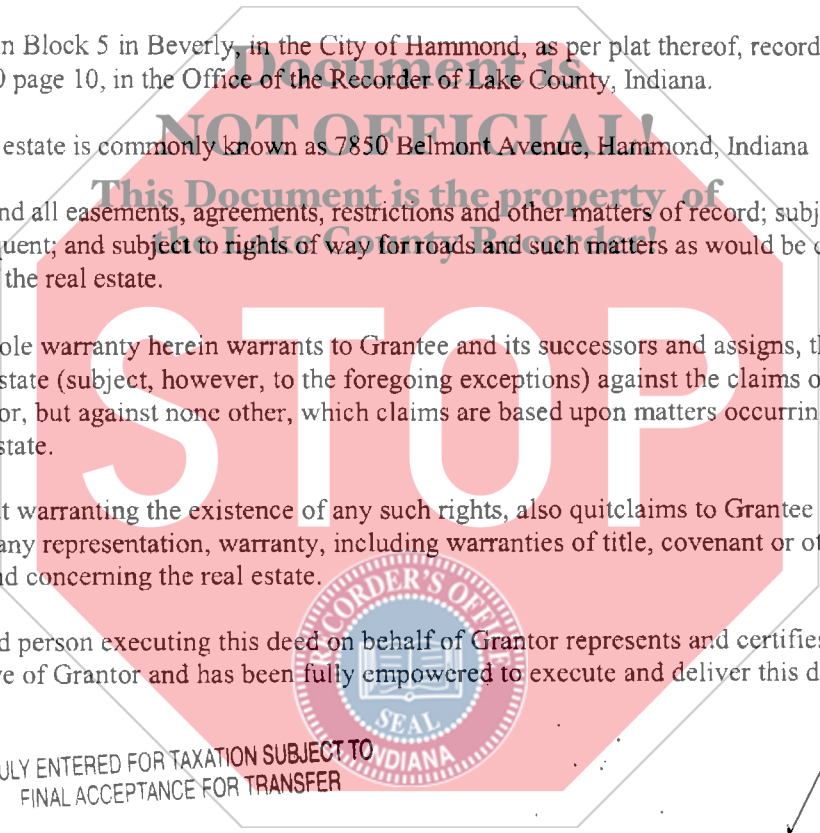 n Block 5 in Beverly, in the City of Hammond, as per plat thereof, record
Document is
0 page 10, in the Office of the Recorder of Lake County, Indiana.
NOT OFFICIAL!
estate is commonly known as 7850 Belmont Avenue, Hammond, Indiana
This Document is the property of
nd all easements, agreements, restrictions and other matters of record; subj
the Lake County Recorder!
quent; and subject to rights of way for roads and such matters as would be
the real estate.
STOP
ole warranty herein warrants to Grantee and its successors and assigns, th
state (subject, however, to the foregoing exceptions) against the claims o
or, but against none other, which claims are based upon matters occurrin
state.
t warranting the existence of any such rights, also quitclaims to Grantee
any representation, warranty, including warranties of title, covenant or ot
nd concerning the real estate.
d person executing this deed on behalf of Grantor represents and certifies
ve of Grantor and has been fully empowered to execute and deliver this d
RECORDER'S OFFICE
SEAL
INDIANA
ULY ENTERED FOR TAXATION SUBJECT TO
FINAL ACCEPTANCE FOR TRANSFER